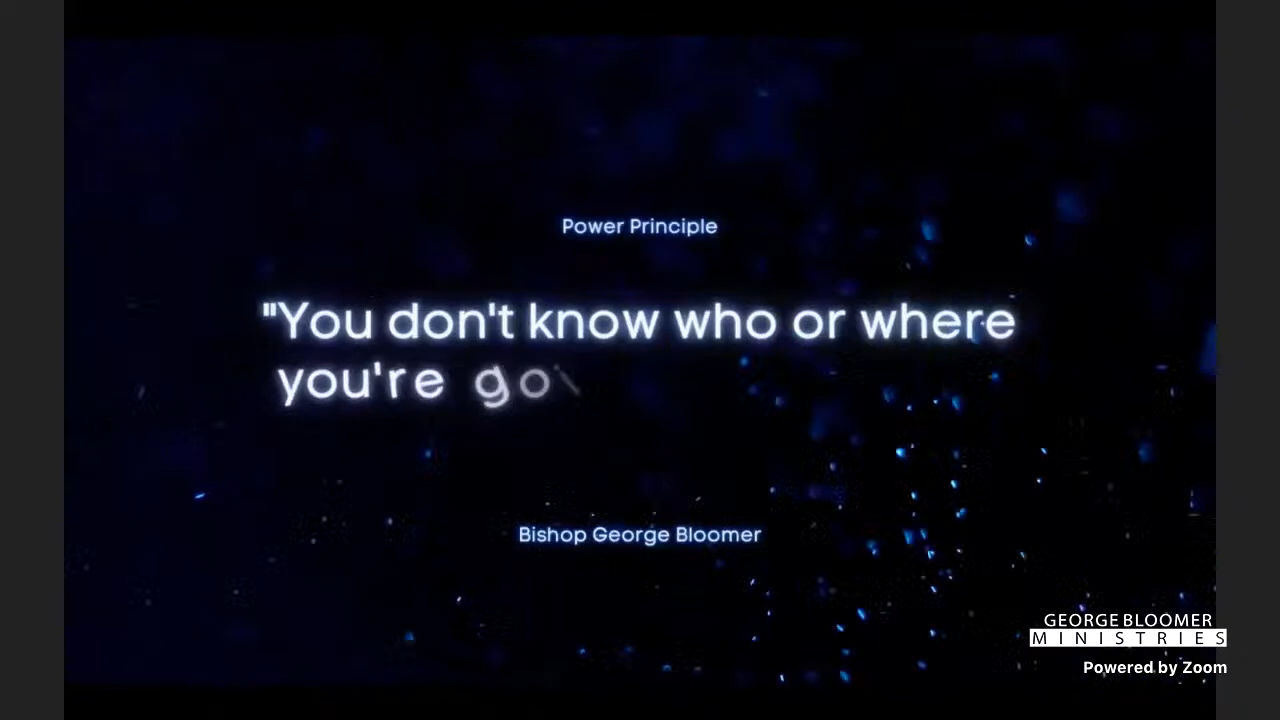 Power Principle
"You don't know who or where
you're go
Bishop George Bloomer
GEORGE BLOOMER
MINISTRIES
Powered by Zoom